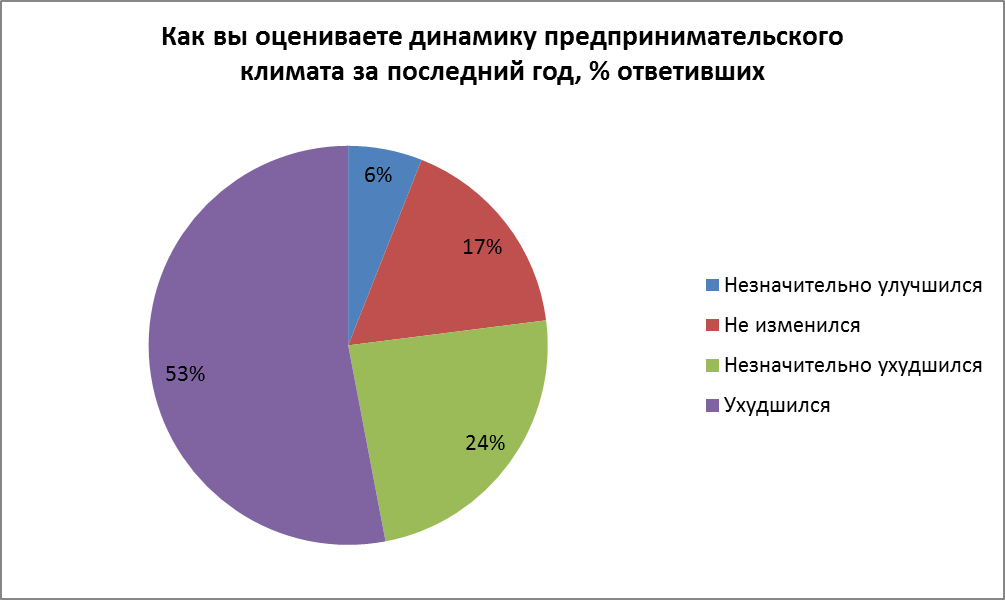 Как вы оцениваете динамику предпринимательского
климата за последний год, % ответивших
6%
17%
24%
53%
Незначительно улучшился
Не изменился
Незначительно ухудшился
Ухудшился